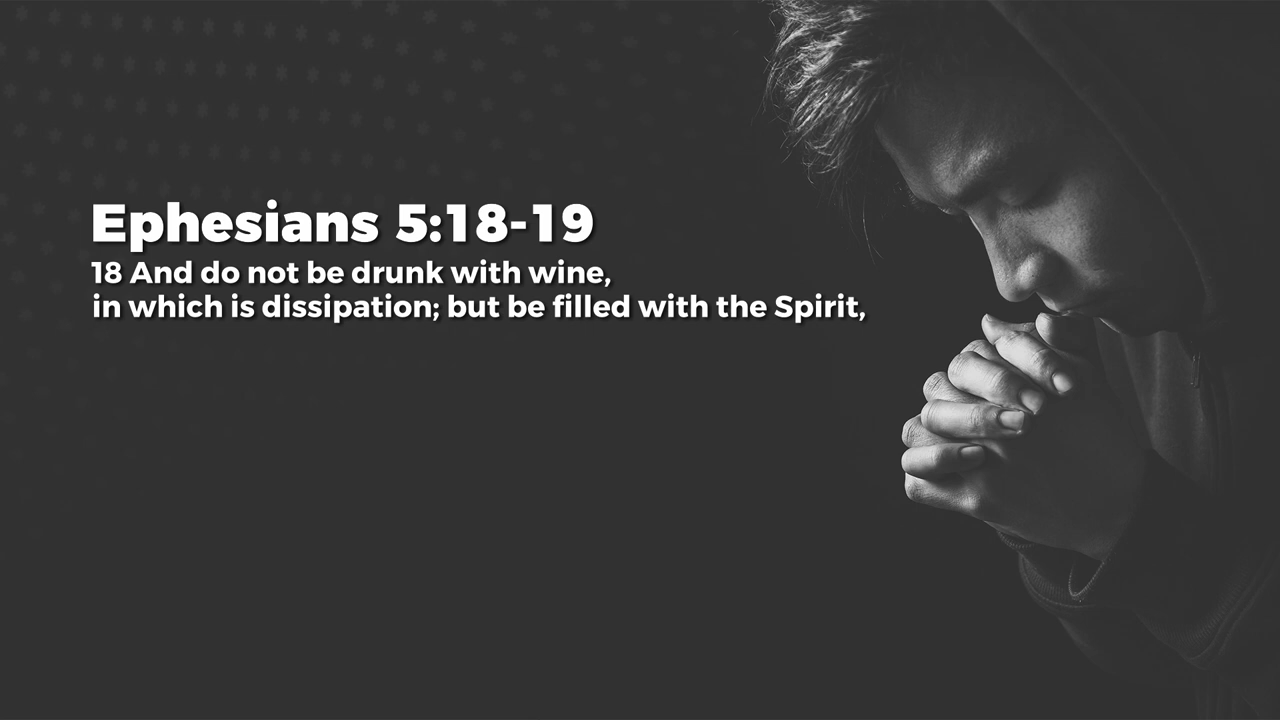 Ephesians 5:18-19
18 And do not be drunk with wine,
in which is dissipation; but be filled with the Spirit,